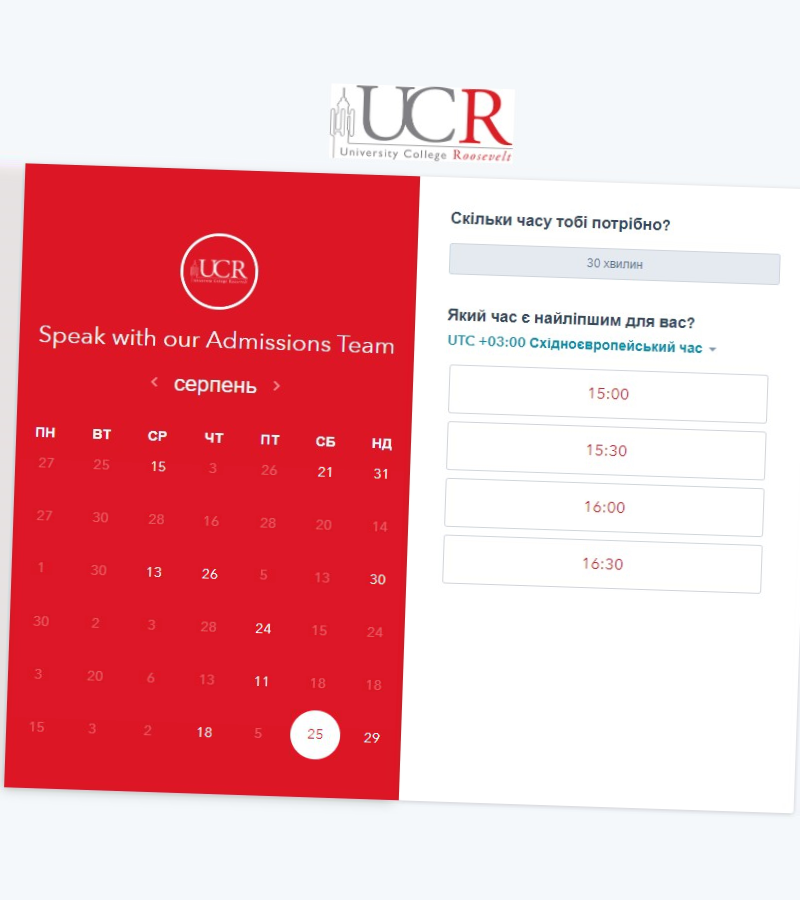 UCR
University College Roosevelt
UCR
Speak with our Admissions Team
серпень
ПН ВТ СР ЧТ ПТ СБ НД
27 25 15 3 26 21 31
27 30 28 16 28 20 14
1 30 13 26 5 13 30
30 2 3 28 24 15 24
3 20 6 13 11 18 18
15 3 2 18 5 25 29
Скільки часу тобі потрібно?
30 хвилин
Який час є найліпшим для вас?
UTC +03:00 Східноєвропейський час
15:00
15:30
16:00
16:30